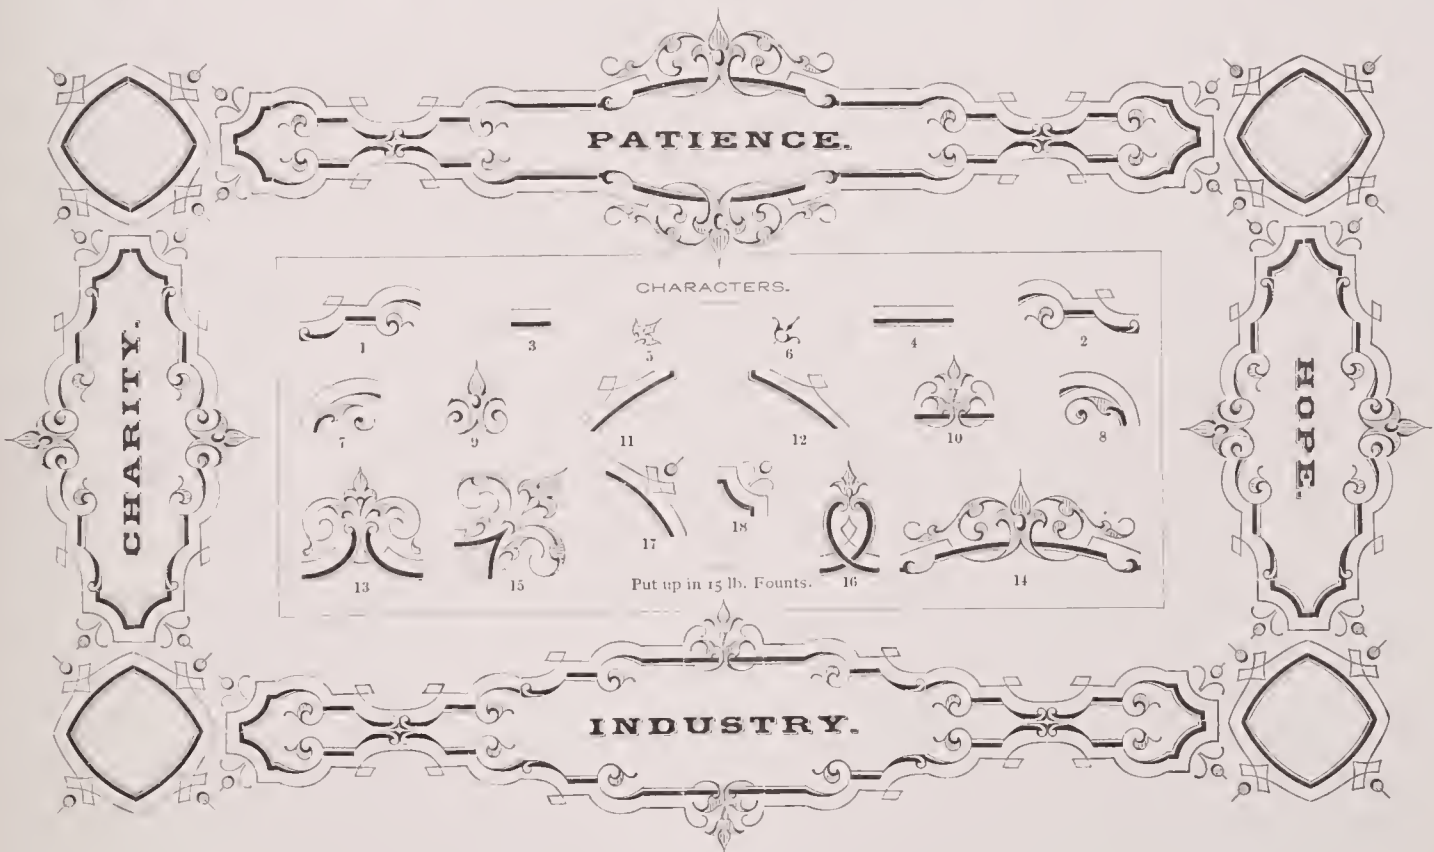 PATIENCE.
CHARITY.
CHARACTERS.
1 3 5 6 4 2
7 9 11 12 10 8
13 15 17 18 16 14
Put up in 15 lb. Founts.
HOPE.
INDUSTRY.